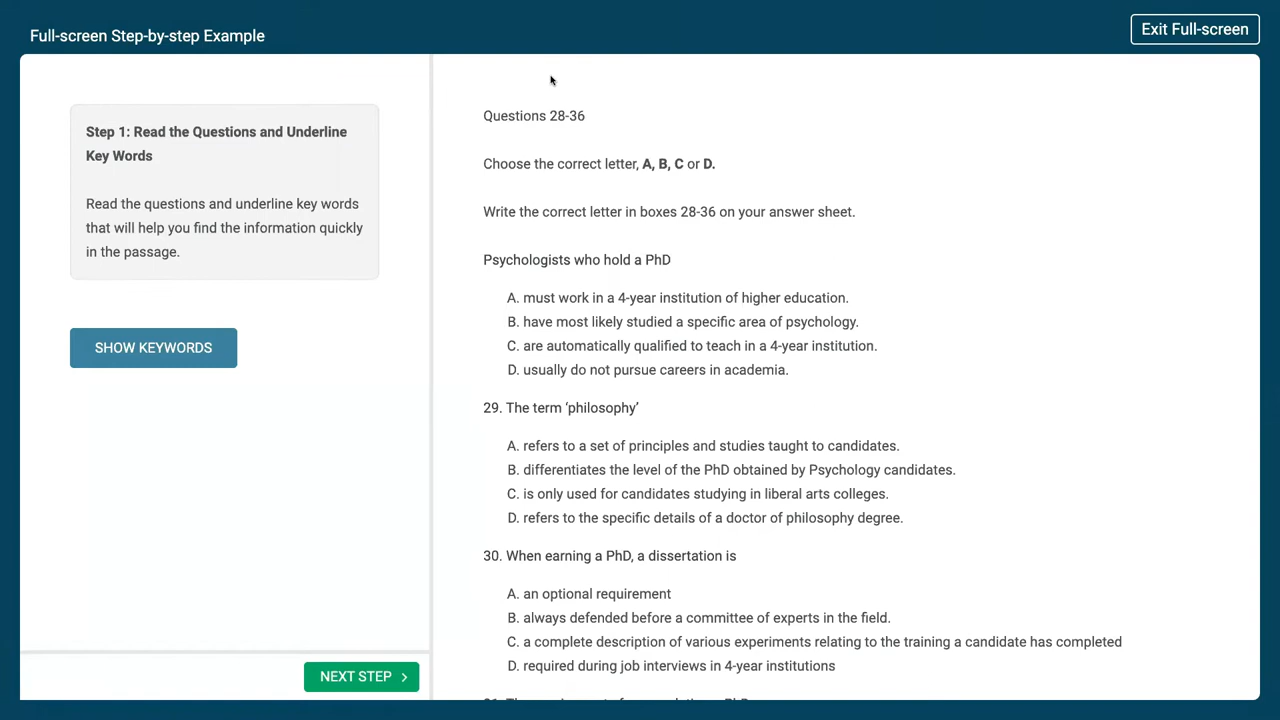 Full-screen Step-by-step Example
Exit Full-screen
Step 1: Read the Questions and Underline
Key Words
Read the questions and underline key words
that will help you find the information quickly
in the passage.
SHOW KEYWORDS
NEXT STEP
Questions 28-36
Choose the correct letter, A, B, C or D.
Write the correct letter in boxes 28-36 on your answer sheet.
Psychologists who hold a PhD
A. must work in a 4-year institution of higher education.
B. have most likely studied a specific area of psychology.
C. are automatically qualified to teach in a 4-year institution.
D. usually do not pursue careers in academia.
29. The term ‘philosophy’
A. refers to a set of principles and studies taught to candidates.
B. differentiates the level of the PhD obtained by Psychology candidates.
C. is only used for candidates studying in liberal arts colleges.
D. refers to the specific details of a doctor of philosophy degree.
30. When earning a PhD, a dissertation is
A. an optional requirement
B. always defended before a committee of experts in the field.
C. a complete description of various experiments relating to the training a candidate has completed
D. required during job interviews in 4-year institutions